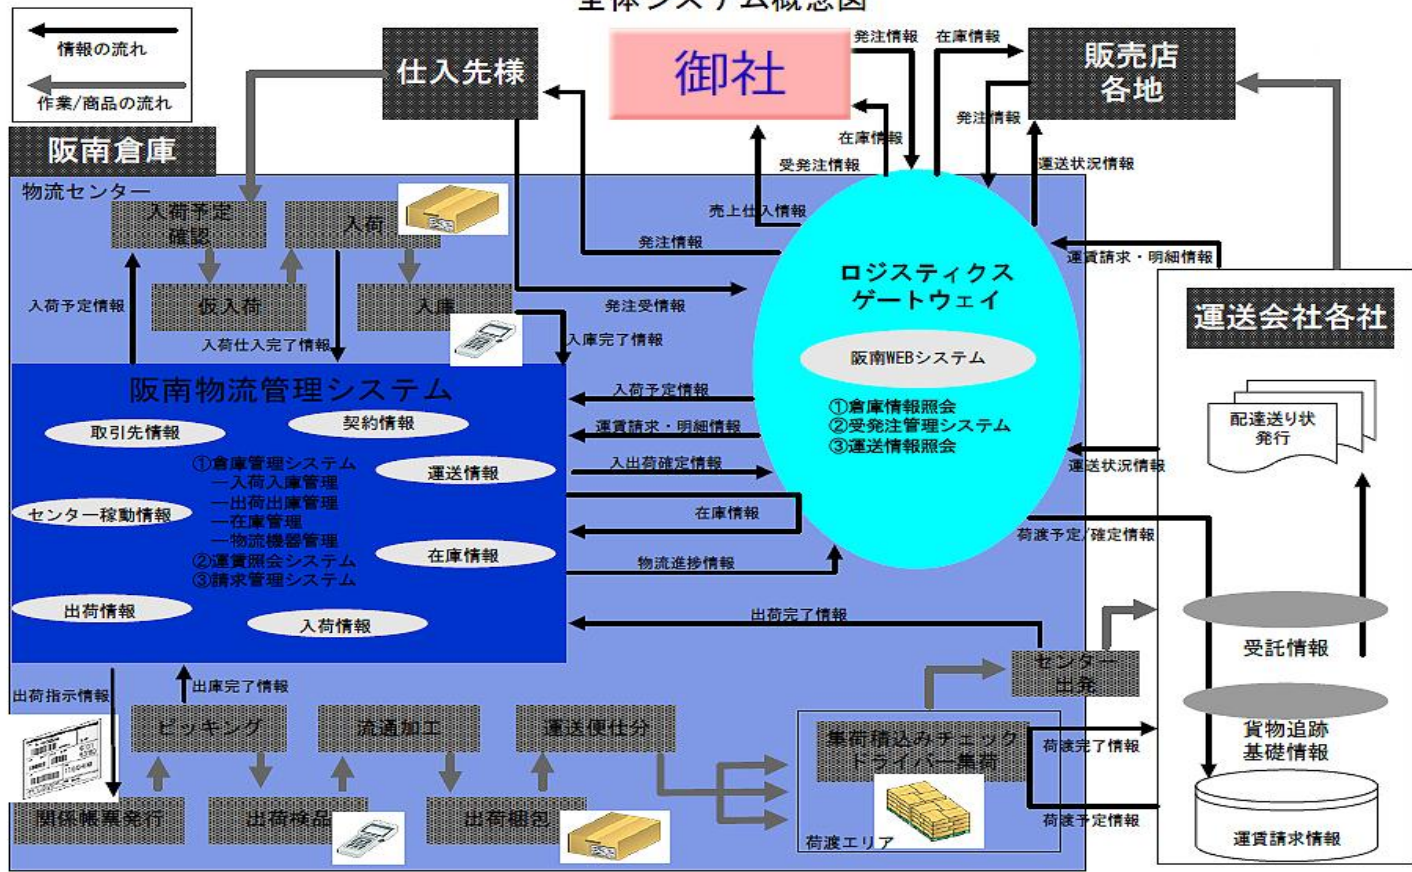 全体システム概念図
情報の流れ
作業/商品の流れ
仕入先様
御社
発注情報
在庫情報
販売店
各地
発注情報
在庫情報
受発注情報
運送状況情報
阪南倉庫
物流センター
入荷予定
確認
入荷
売上仕入情報
発注情報
運賃請求・明細情報
入荷予定情報
仮入荷
入庫
発注受情報
ロジスティクス
ゲートウェイ
運送会社各社
入荷仕入完了情報
入庫完了情報
阪南WEBシステム
阪南物流管理システム
入荷予定情報
①倉庫情報照会
②受発注管理システム
③運送情報照会
配達送り状
発行
取引先情報
契約情報
運賃請求・明細情報
①倉庫管理システム
―入荷入庫管理
―出荷出庫管理
―在庫管理
―物流機器管理
②運賃照会システム
③請求管理システム
運送情報
入出荷確定情報
運送状況情報
センター稼動情報
在庫情報
在庫情報
荷渡予定/確定情報
物流進捗情報
出荷情報
入荷情報
出荷完了情報
受託情報
センター
出発
出荷指示情報
出庫完了情報
ピッキング
流通加工
運送便仕分
集荷積込みチェック
ドライバー集荷
荷渡完了情報
貨物追跡
基礎情報
関係帳票発行
出荷検品
出荷梱包
荷渡エリア
荷渡予定情報
運賃請求情報